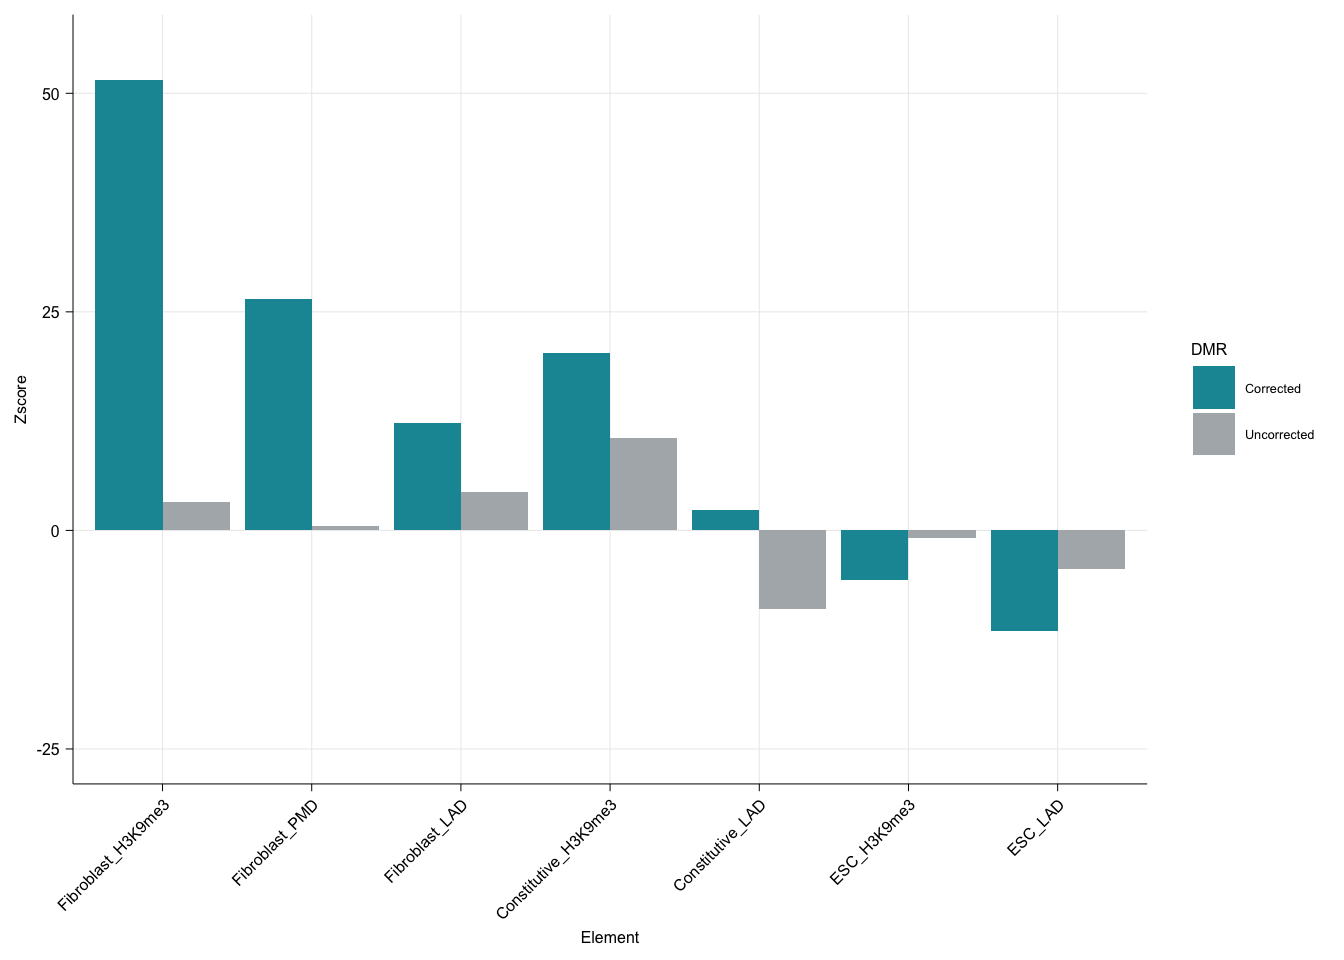 50
25
0
-25
Zscore
Fibroblast_H3K9me3
Fibroblast_PMD
Fibroblast_LAD
Constitutive_H3K9me3
Constitutive_LAD
ESC_H3K9me3
ESC_LAD
Element
DMR
Corrected
Uncorrected